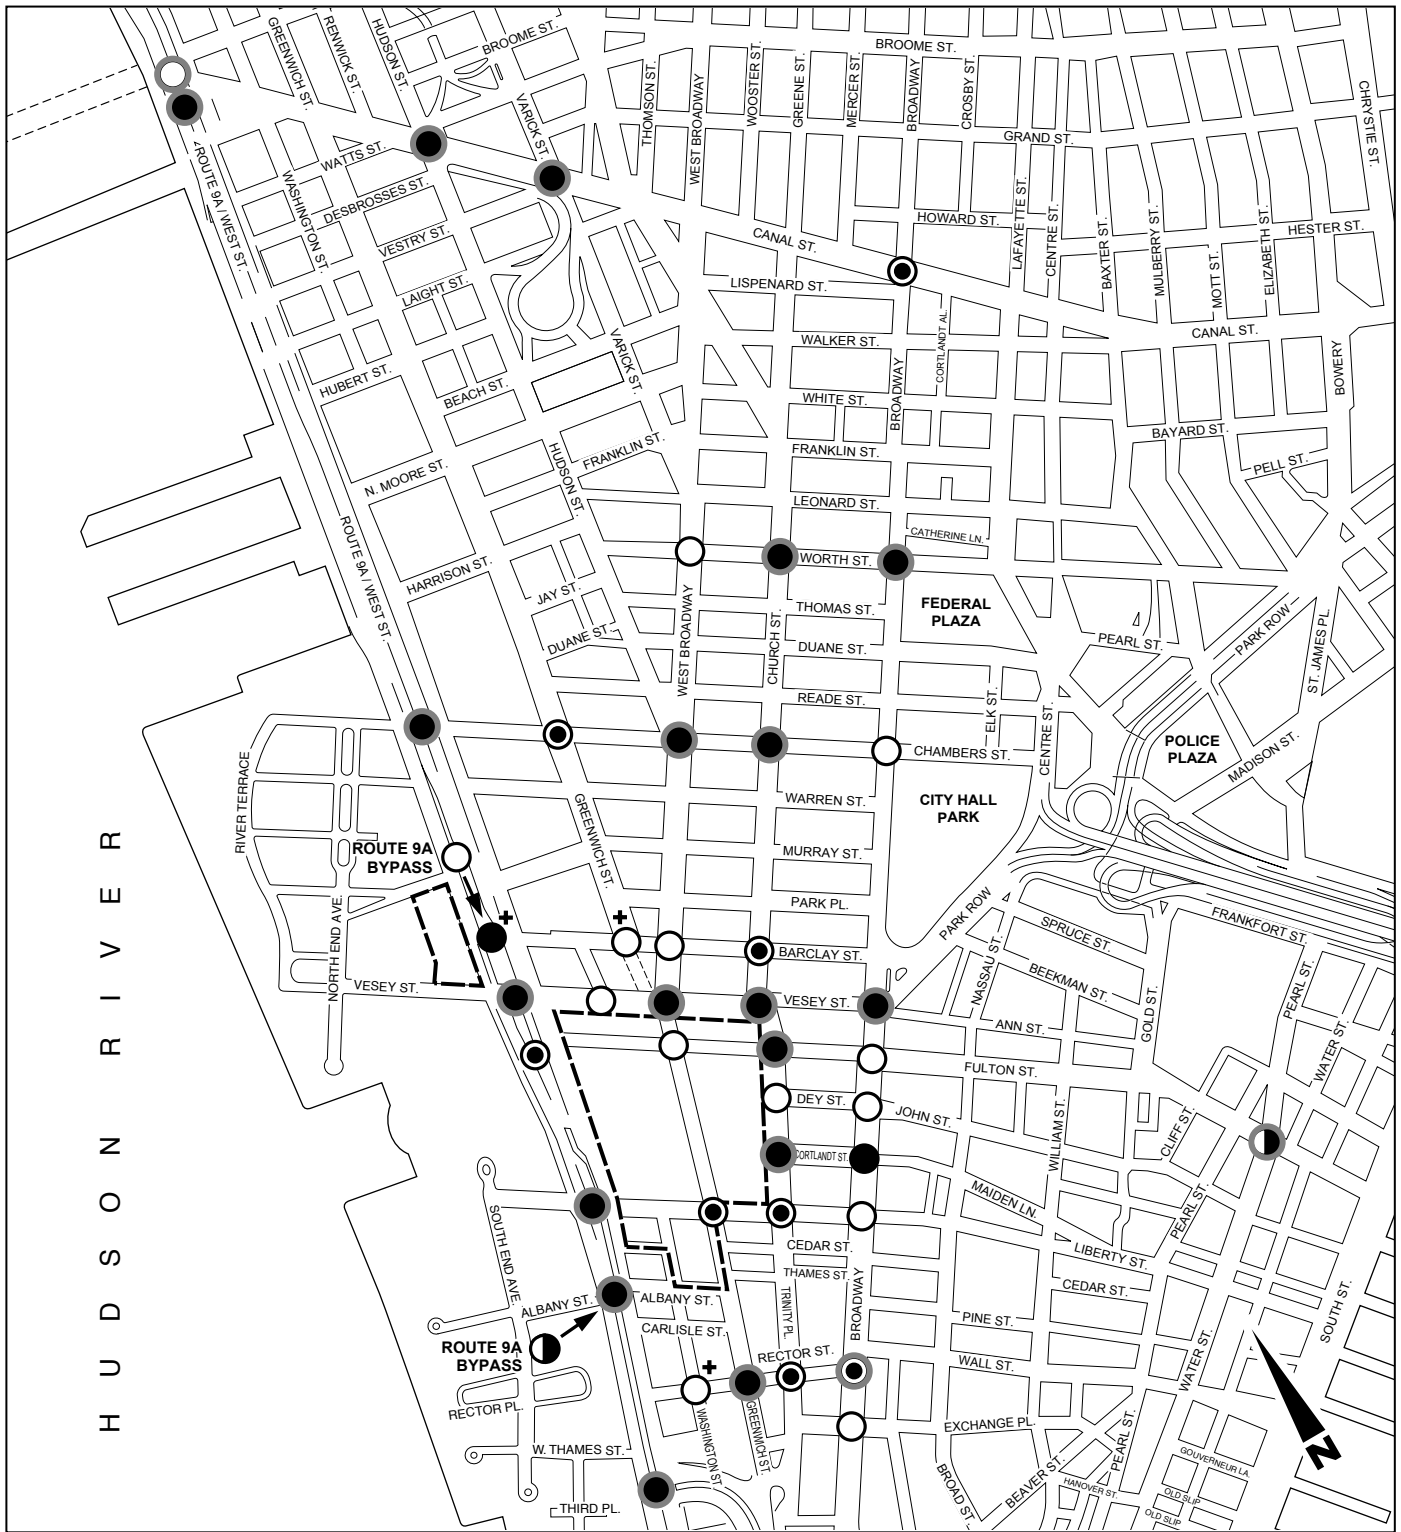 GREENWICH ST.
RENWICK ST.
HUDSON ST.
BROOME ST.
BROOME ST.
THOMSON ST.
WEST BROADWAY
WOOSTER ST.
GREENE ST.
MERCER ST.
BROADWAY
CROSBY ST.
CHRYSTIE ST.
VARICK ST.
GRAND ST.
WATTS ST.
ROUTE 9A / WEST ST.
WASHINGTON ST.
DESBROSSES ST.
VESTRY ST.
LAIGHT ST.
CANAL ST.
HOWARD ST.
LAFAYETTE ST.
CENTRE ST.
BAXTER ST.
MULBERRY ST.
MOTT ST.
ELIZABETH ST.
HESTER ST.
LISPENARD ST.
CORTLANDT AL.
CANAL ST.
WALKER ST.
VARICK ST.
HUBERT ST.
BEACH ST.
BROADWAY
BOWERY
WHITE ST.
BAYARD ST.
FRANKLIN ST.
FRANKLIN ST.
PELL ST.
N. MOORE ST.
HUDSON ST.
LEONARD ST.
CATHERINE LN.
ROUTE 9A / WEST ST.
WORTH ST.
HARRISON ST.
JAY ST.
THOMAS ST.
FEDERAL
PLAZA
DUANE ST.
WEST BROADWAY
CHURCH ST.
DUANE ST.
PEARL ST.
PARK ROW
ST. JAMES PL.
READE ST.
ELK ST.
CENTRE ST.
CHAMBERS ST.
POLICE
PLAZA
MADISON ST.
RIVER TERRACE
GREENWICH ST.
WARREN ST.
CITY HALL
PARK
ROUTE 9A
BYPASS
MURRAY ST.
PARK PL.
PARK ROW
NORTH END AVE.
BARCLAY ST.
NASSAU ST.
SPRUCE ST.
FRANKFORT ST.
BEEKMAN ST.
VESEY ST.
VESEY ST.
GOLD ST.
PEARL ST.
ANN ST.
WATER ST.
FULTON ST.
DEY ST.
JOHN ST.
WILLIAM ST.
CLIFF ST.
CORTLANDT ST.
MAIDEN LN.
PEARL ST.
HUDSON RIVER
SOUTH END AVE.
CEDAR ST.
LIBERTY ST.
THAMES ST.
CEDAR ST.
BROADWAY
TRINITY PL.
ALBANY ST.
ALBANY ST.
SOUTH ST.
CARLISLE ST.
PINE ST.
ROUTE 9A
BYPASS
RECTOR ST.
WALL ST.
WATER ST.
RECTOR PL.
WASHINGTON ST
GREENWICH ST.
EXCHANGE PL.
PEARL ST.
N
W. THAMES ST.
BROAD ST.
BEAVER ST.
GOUVERNEUR LA.
HANOVER ST.
OLD SLIP
OLD SLIP
THIRD PL.